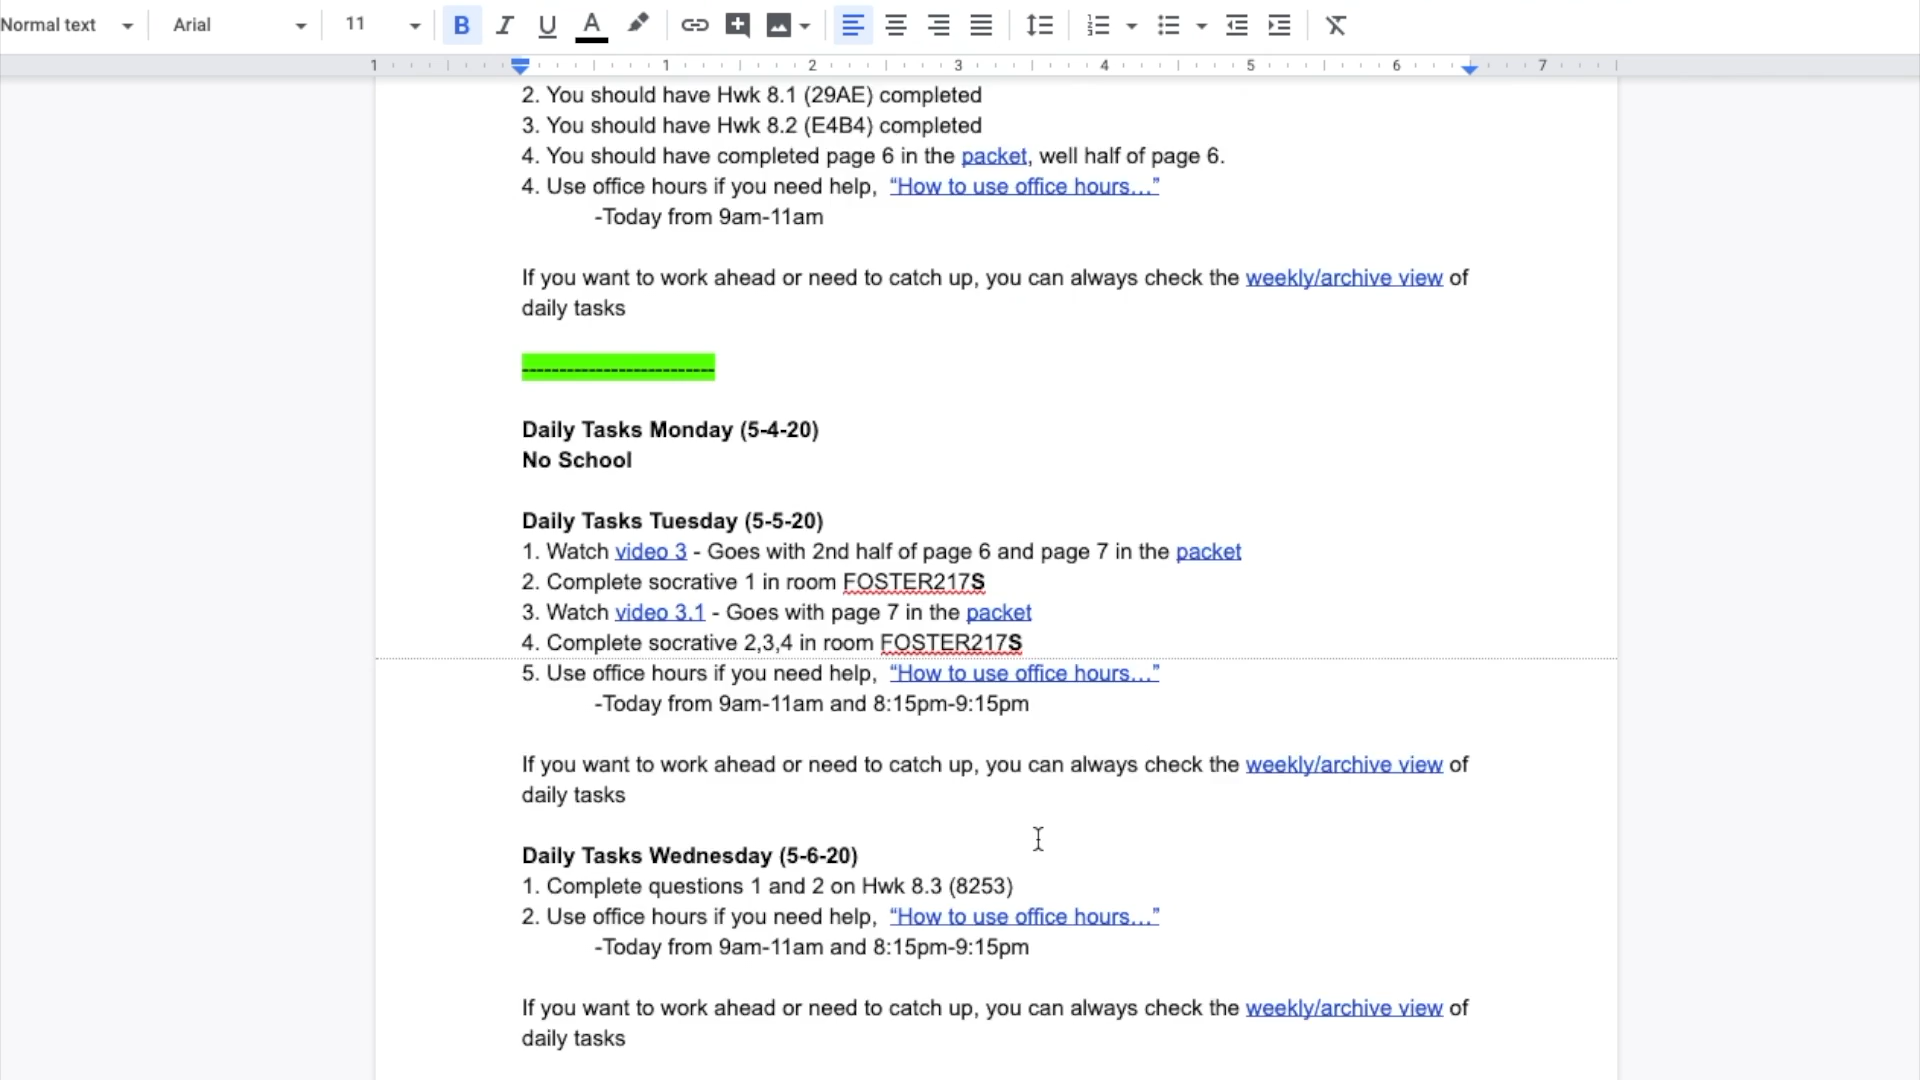 Normal text Arial 11 B I U A
1 1 2 3 4 5 6 7
2. You should have Hwk 8.1 (29AE) completed
3. You should have Hwk 8.2 (E4B4) completed
4. You should have completed page 6 in the packet, well half of page 6.
4. Use office hours if you need help, “How to use office hours…”
-Today from 9am-11am
If you want to work ahead or need to catch up, you can always check the weekly/archive view of
daily tasks
--------------------------
Daily Tasks Monday (5-4-20)
No School
Daily Tasks Tuesday (5-5-20)
1. Watch video 3 - Goes with 2nd half of page 6 and page 7 in the packet
2. Complete socrative 1 in room FOSTER217S
3. Watch video 3.1 - Goes with page 7 in the packet
4. Complete socrative 2,3,4 in room FOSTER217S
5. Use office hours if you need help, “How to use office hours…”
-Today from 9am-11am and 8:15pm-9:15pm
If you want to work ahead or need to catch up, you can always check the weekly/archive view of
daily tasks
Daily Tasks Wednesday (5-6-20)
1. Complete questions 1 and 2 on Hwk 8.3 (8253)
2. Use office hours if you need help, “How to use office hours…”
-Today from 9am-11am and 8:15pm-9:15pm
If you want to work ahead or need to catch up, you can always check the weekly/archive view of
daily tasks